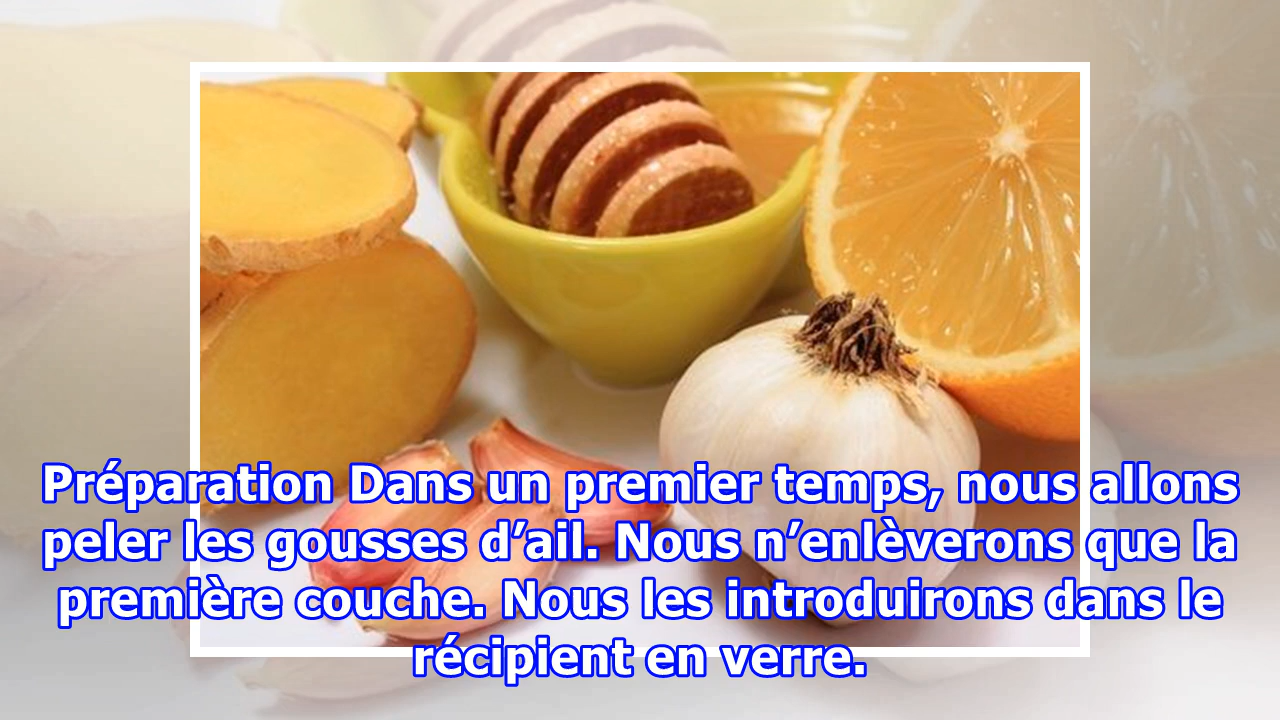 Préparation Dans un premier temps, nous allons
peler les gousses d’ail. Nous n’enlèverons que la
première couche. Nous les introduirons dans le
récipient en verre.